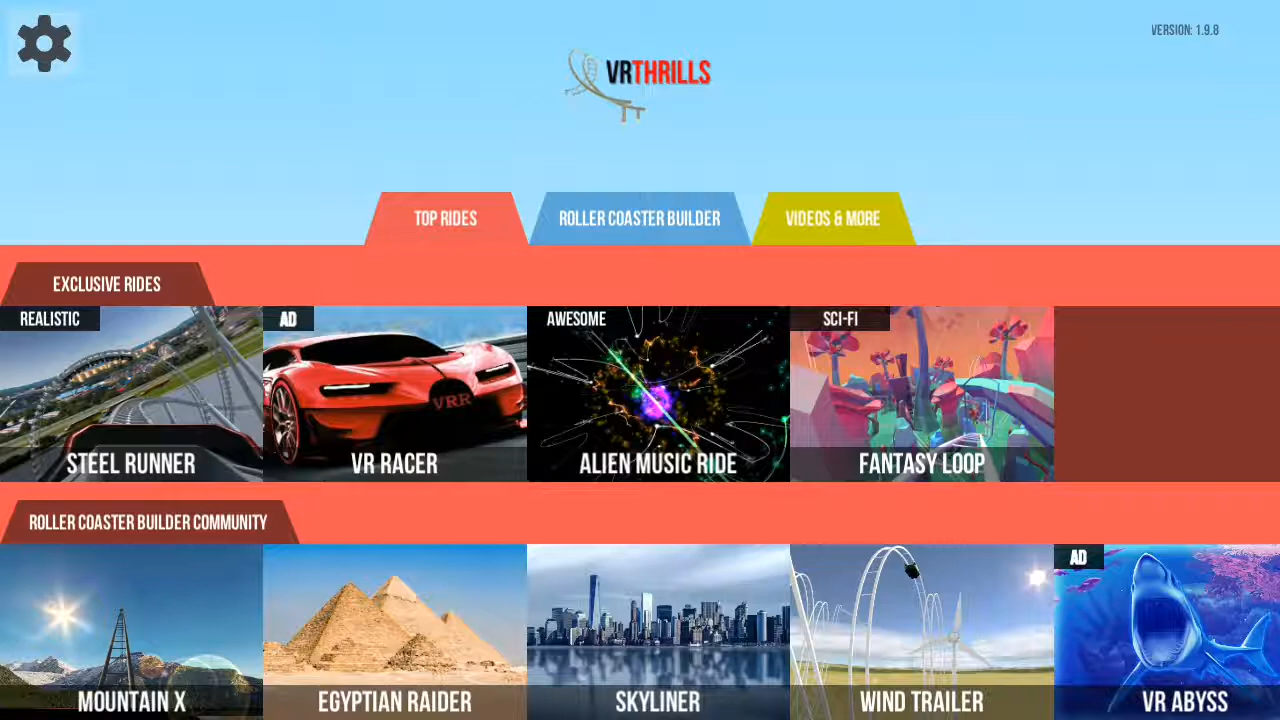 VERSION: 1.9.8
VRTHRILLS
TOP RIDES
ROLLER COASTER BUILDER
VIDEOS & MORE
EXCLUSIVE RIDES
REALISTIC
AD
AWESOME
SCI-FI
VRR
STEEL RUNNER
VR RACER
ALIEN MUSIC RIDE
FANTASY LOOP
ROLLER COASTER BUILDER COMMUNITY
AD
MOUNTAIN X
EGYPTIAN RAIDER
SKYLINER
WIND TRAILER
VR ABYSS